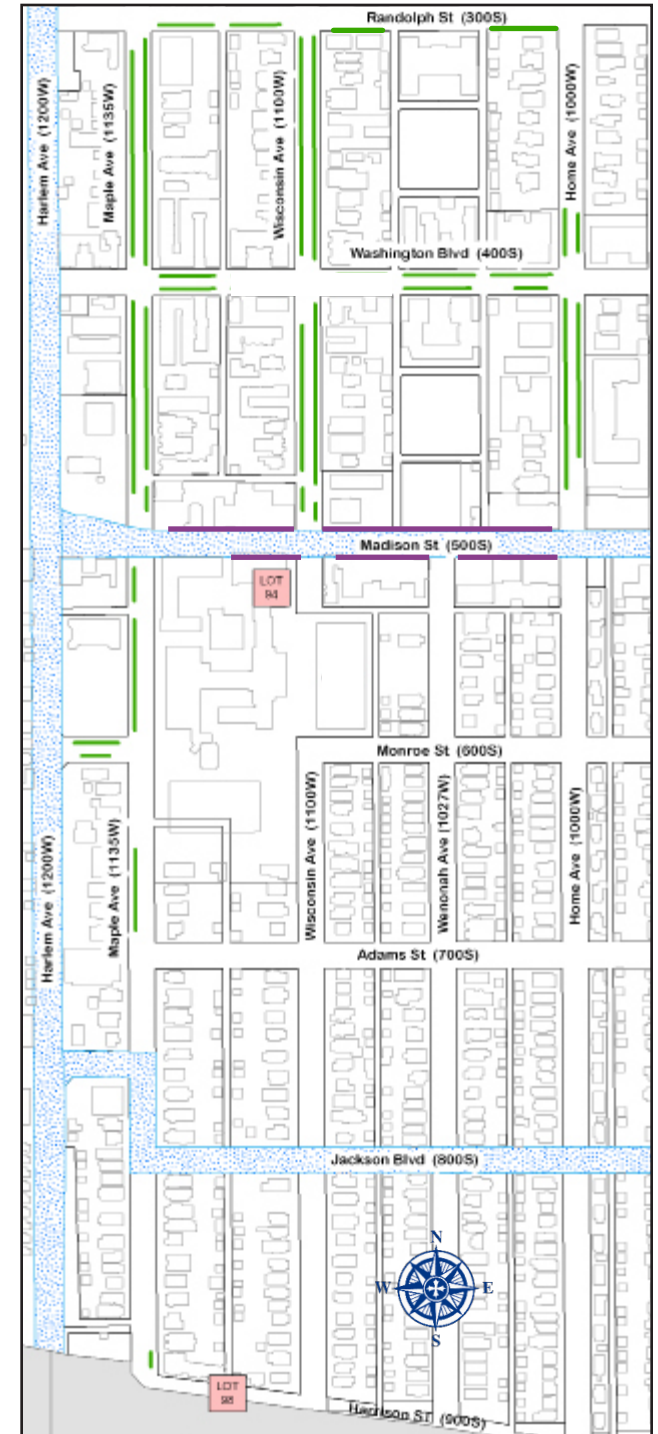 Randolph St (300S)
Harlem Ave (1200W)
Maple Ave (1135W)
Wisconsin Ave (1100W)
Home Ave (1000W)
Washington Blvd (400S)
Madison St (500S)
LOT
94
Monroe St (600S)
Harlem Ave (1200W)
Maple Ave (1135W)
Wisconsin Ave (1100W)
Wenonah Ave (1027W)
Home Ave (1000W)
Adams St (700S)
Jackson Blvd (800S)
N
W
E
S
LOT
98
Harrison ST (900S)